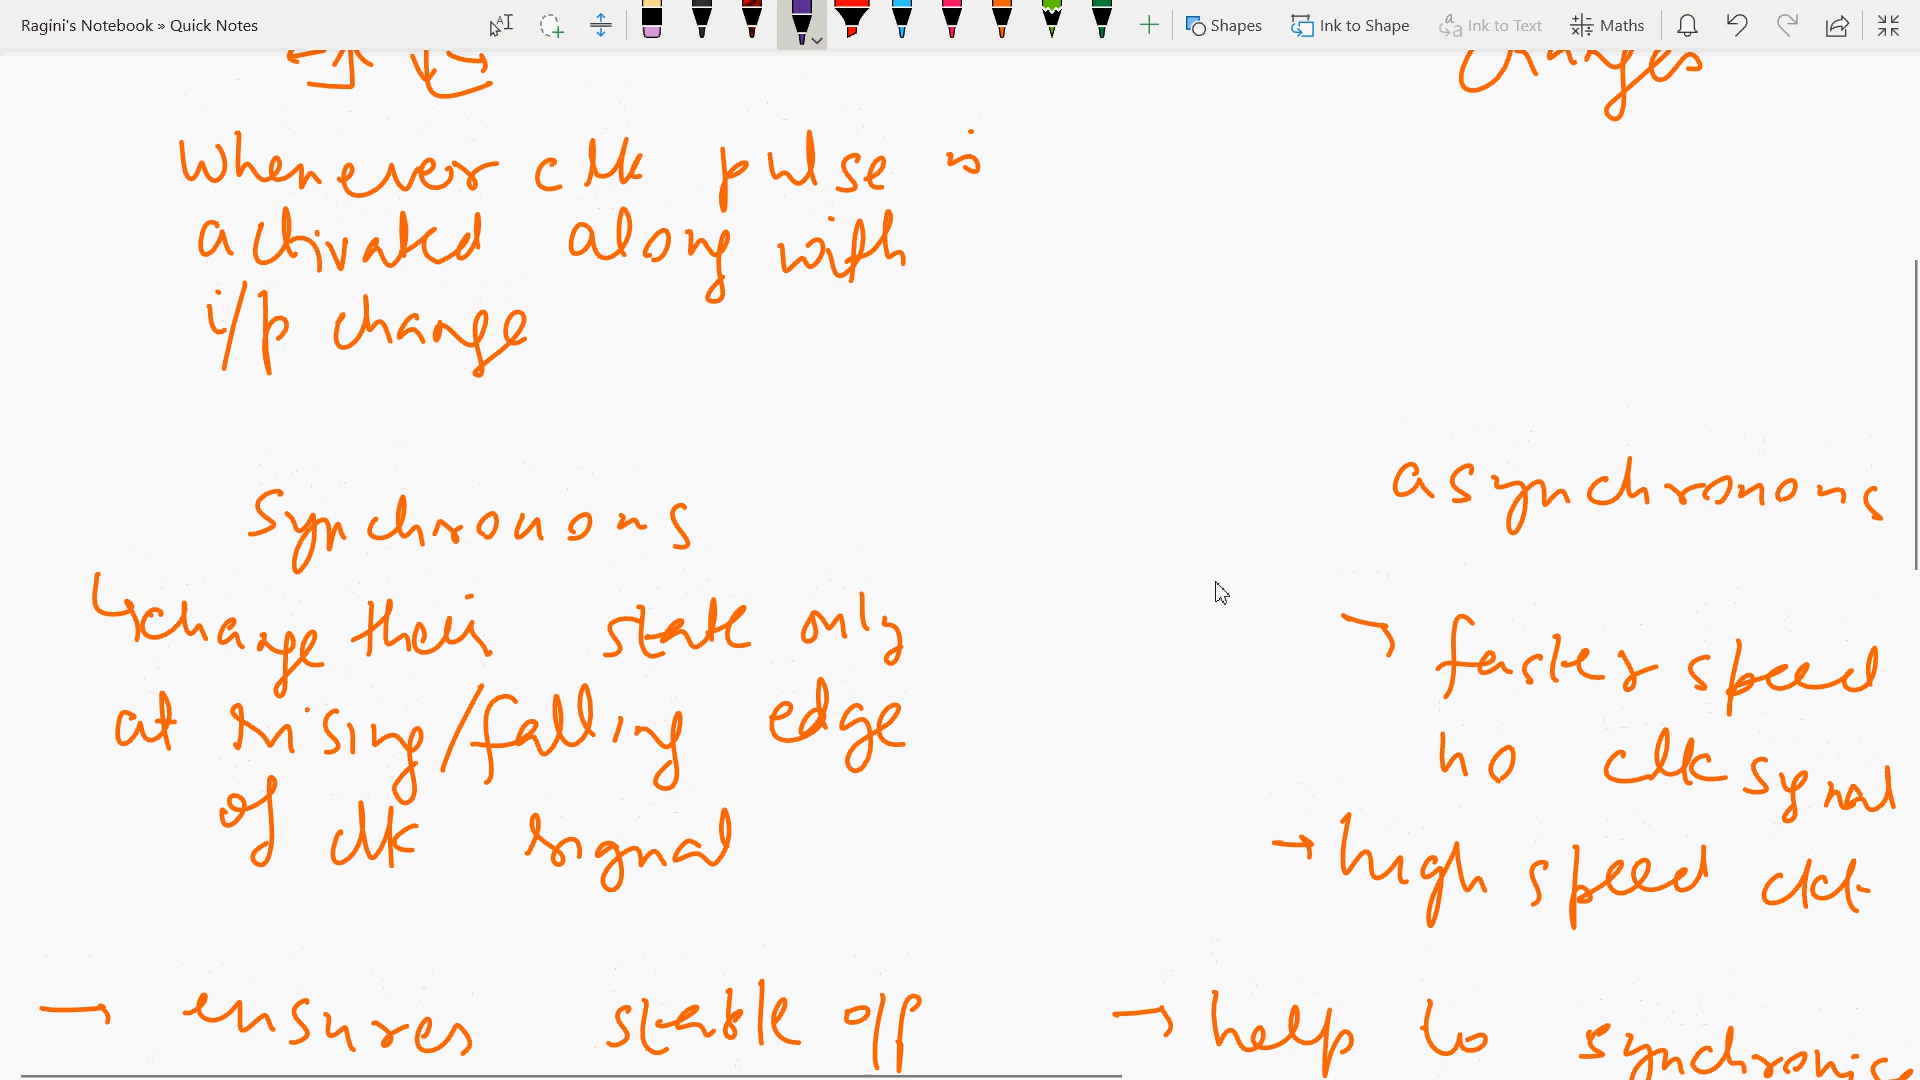 Ragini's Notebook » Quick Notes
Shapes
Ink to Shape
Ink to Text
Maths
changes
whenever clk pulse is
activated along with
i/p change
synchronous
change their state only
at rising/falling edge
of clk signal
→ ensures stable o/p
asynchronous
→ faster speed
no clk signal
→ high speed ckt
→ help to synchronise